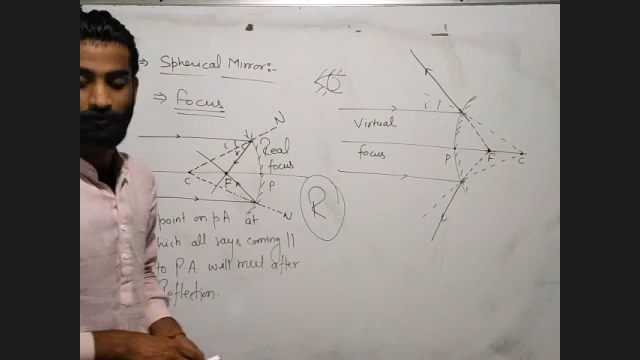 ⇒ Spherical Mirror:-
⇒ Focus
N
i
r
Real
focus
C
F
P
N
R
point on pA at
which all rays coming ||
to P.A. will meet after
Reflection.
i
r
Virtual
focus
P
F
C